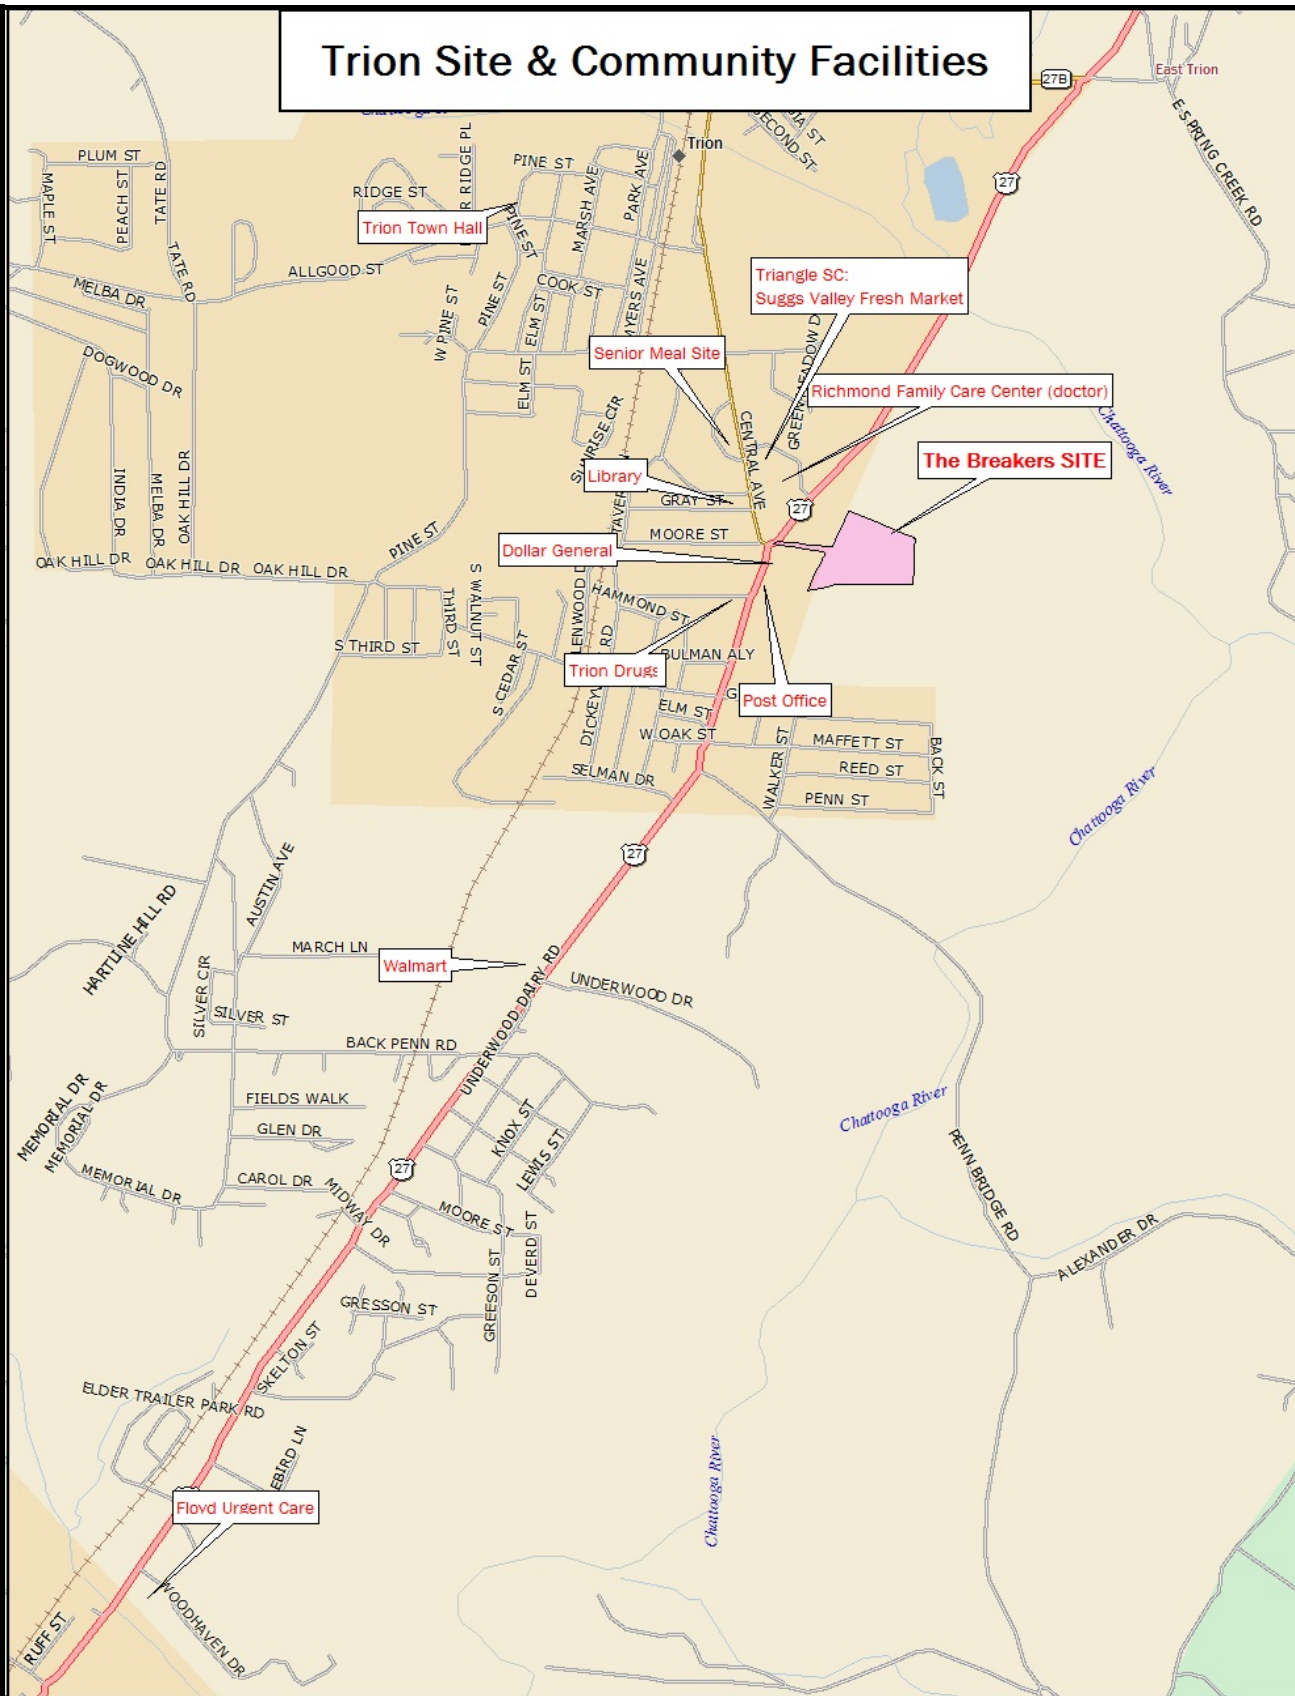 Trion Site & Community Facilities
27B
East Trion
E SPRING CREEK RD
SECOND ST
Trion
27
PLUM ST
MAPLE ST
PEACH ST
TATE RD
RIDGE ST
RIDGE PL
PINE ST
MARSH AVE
PARK AVE
Trion Town Hall
PINE ST
TATE RD
ALLGOOD ST
MELBA DR
COOK ST
PINE ST
W PINE ST
ELM ST
MYERS AVE
Triangle SC:
Suggs Valley Fresh Market
Senior Meal Site
DOGWOOD DR
ELM ST
Richmond Family Care Center (doctor)
Chattooga River
CENTRAL AVE
The Breakers SITE
Library
GRAY ST
INDIA DR
MELBA DR
OAK HILL DR
27
MOORE ST
PINE ST
Dollar General
OAK HILL DR
OAK HILL DR
OAK HILL DR
HAMMOND ST
THIRD ST
S WALNUT ST
S THIRD ST
S CEDAR ST
BULMAN ALY
Trion Drugs
Post Office
ELM ST
W OAK ST
MAFFETT ST
BACK ST
REED ST
WALKER ST
SELMAN DR
PENN ST
Chattooga River
27
AUSTIN AVE
HARTLINE HILL RD
MARCH LN
Walmart
UNDERWOOD DAIRY RD
UNDERWOOD DR
SILVER CIR
SILVER ST
BACK PENN RD
MEMORIAL DR
MEMORIAL DR
FIELDS WALK
GLEN DR
KNOX ST
LEWIS ST
Chattooga River
PENN BRIDGE RD
27
MEMORIAL DR
CAROL DR
MIDWAY DR
MOORE ST
DEVERD ST
ALEXANDER DR
GREESON ST
GRESSON ST
SKELTON ST
ELDER TRAILER PARK RD
EBIRD LN
Chattooga River
Floyd Urgent Care
WOODHAVEN DR
RUFF ST